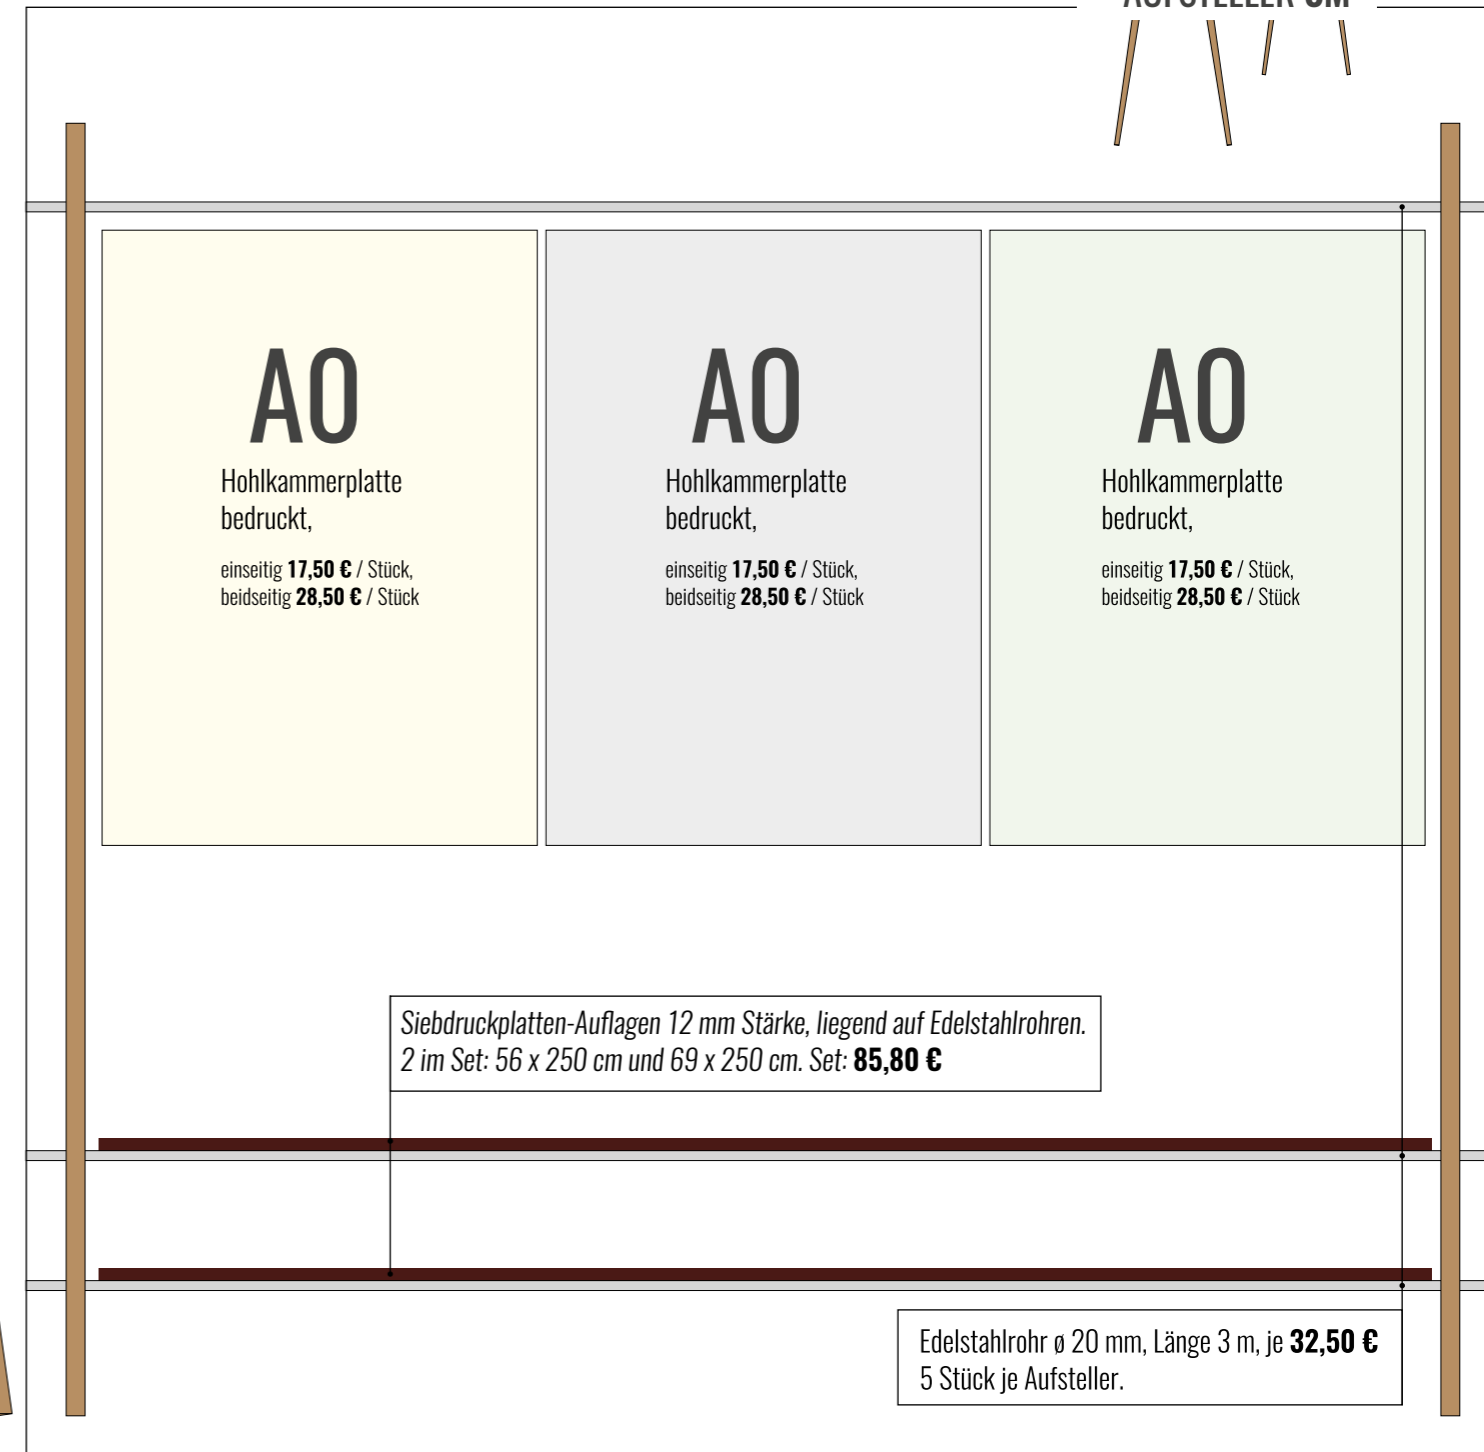 AUFSTELLER 3M
A0
Hohlkammerplatte
bedruckt,
einseitig 17,50 € / Stück,
beidseitig 28,50 € / Stück
A0
Hohlkammerplatte
bedruckt,
einseitig 17,50 € / Stück,
beidseitig 28,50 € / Stück
A0
Hohlkammerplatte
bedruckt,
einseitig 17,50 € / Stück,
beidseitig 28,50 € / Stück
Siebdruckplatten-Auflagen 12 mm Stärke, liegend auf Edelstahlrohren.
2 im Set: 56 x 250 cm und 69 x 250 cm. Set: 85,80 €
Edelstahlrohr ø 20 mm, Länge 3 m, je 32,50 €
5 Stück je Aufsteller.